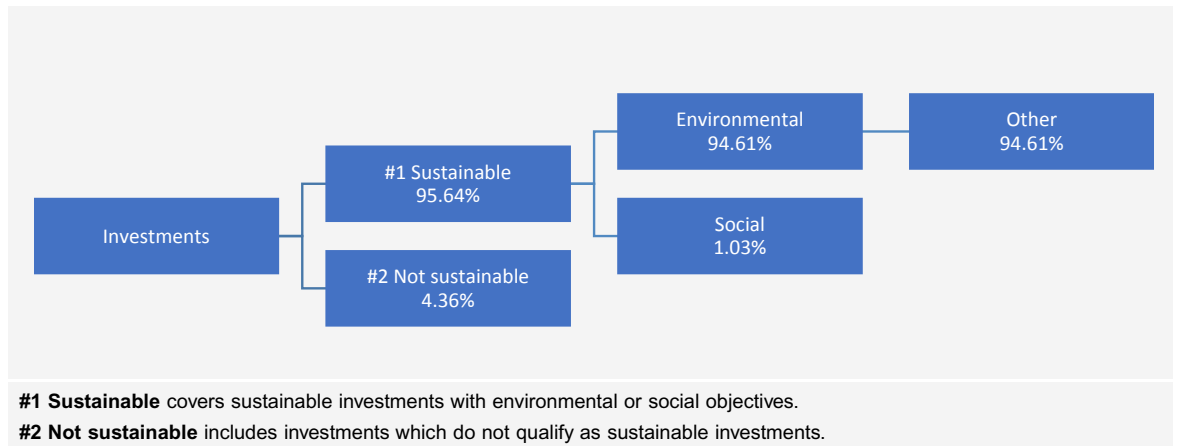 Environmental
94.61%
Other
94.61%
#1 Sustainable
95.64%
Investments
Social
1.03%
#2 Not sustainable
4.36%
#1 Sustainable covers sustainable investments with environmental or social objectives.
#2 Not sustainable includes investments which do not qualify as sustainable investments.